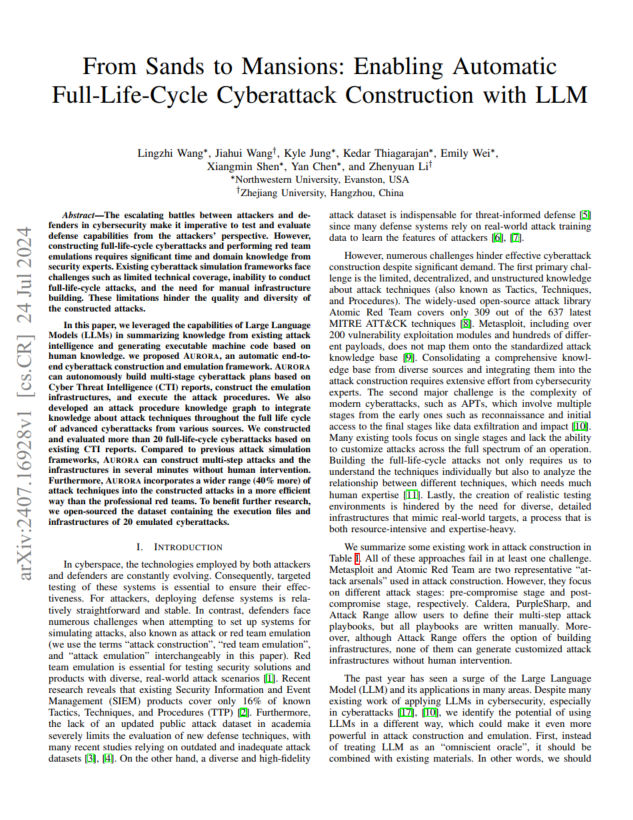 From Sands to Mansions: Enabling Automatic
Full-Life-Cycle Cyberattack Construction with LLM
Lingzhi Wang⋆, Jiahui Wang†, Kyle Jung⋆, Kedar Thiagarajan⋆, Emily Wei⋆,
Xiangmin Shen⋆, Yan Chen⋆, and Zhenyuan Li†
⋆Northwestern University, Evanston, USA
†Zhejiang University, Hangzhou, China
arXiv:2407.16928v1 [cs.CR] 24 Jul 2024
Abstract—The escalating battles between attackers and de-
fenders in cybersecurity make it imperative to test and evaluate
defense capabilities from the attackers' perspective. However,
constructing full-life-cycle cyberattacks and performing red team
emulations requires significant time and domain knowledge from
security experts. Existing cyberattack simulation frameworks face
challenges such as limited technical coverage, inability to conduct
full-life-cycle attacks, and the need for manual infrastructure
building. These limitations hinder the quality and diversity of
the constructed attacks.
In this paper, we leveraged the capabilities of Large Language
Models (LLMs) in summarizing knowledge from existing attack
intelligence and generating executable machine code based on
human knowledge. we proposed AURORA, an automatic end-to-
end cyberattack construction and emulation framework. AURORA
can autonomously build multi-stage cyberattack plans based on
Cyber Threat Intelligence (CTI) reports, construct the emulation
infrastructures, and execute the attack procedures. We also
developed an attack procedure knowledge graph to integrate
knowledge about attack techniques throughout the full life cycle
of advanced cyberattacks from various sources. We constructed
and evaluated more than 20 full-life-cycle cyberattacks based on
existing CTI reports. Compared to previous attack simulation
frameworks, AURORA can construct multi-step attacks and the
infrastructures in several minutes without human intervention.
Furthermore, AURORA incorporates a wider range (40% more) of
attack techniques into the constructed attacks in a more efficient
way than the professional red teams. To benefit further research,
we open-sourced the dataset containing the execution files and
infrastructures of 20 emulated cyberattacks.
I. INTRODUCTION
In cyberspace, the technologies employed by both attackers
and defenders are constantly evolving. Consequently, targeted
testing of these systems is essential to ensure their effec-
tiveness. For attackers, deploying defense systems is rela-
tively straightforward and stable. In contrast, defenders face
numerous challenges when attempting to set up systems for
simulating attacks, also known as attack or red team emulation
(we use the terms "attack construction", "red team emulation",
and "attack emulation" interchangeably in this paper). Red
team emulation is essential for testing security solutions and
products with diverse, real-world attack scenarios [1]. Recent
research reveals that existing Security Information and Event
Management (SIEM) products cover only 16% of known
Tactics, Techniques, and Procedures (TTP) [2]. Furthermore,
the lack of an updated public attack dataset in academia
severely limits the evaluation of new defense techniques, with
many recent studies relying on outdated and inadequate attack
datasets [3], [4]. On the other hand, a diverse and high-fidelity
attack dataset is indispensable for threat-informed defense [5]
since many defense systems rely on real-world attack training
data to learn the features of attackers [6], [7].
However, numerous challenges hinder effective cyberattack
construction despite significant demand. The first primary chal-
lenge is the limited, decentralized, and unstructured knowledge
about attack techniques (also known as Tactics, Techniques,
and Procedures). The widely-used open-source attack library
Atomic Red Team covers only 309 out of the 637 latest
MITRE ATT&CK techniques [8]. Metasploit, including over
200 vulnerability exploitation modules and hundreds of differ-
ent payloads, does not map them onto the standardized attack
knowledge base [9]. Consolidating a comprehensive knowl-
edge base from diverse sources and integrating them into the
attack construction requires extensive effort from cybersecurity
experts. The second major challenge is the complexity of
modern cyberattacks, such as APTs, which involve multiple
stages from the early ones such as reconnaissance and initial
access to the final stages like data exfiltration and impact [10].
Many existing tools focus on single stages and lack the ability
to customize attacks across the full spectrum of an operation.
Building the full-life-cycle attacks not only requires us to
understand the techniques individually but also to analyze the
relationship between different techniques, which needs much
human expertise [11]. Lastly, the creation of realistic testing
environments is hindered by the need for diverse, detailed
infrastructures that mimic real-world targets, a process that is
both resource-intensive and expertise-heavy.
We summarize some existing work in attack construction in
Table I. All of these approaches fail in at least one challenge.
Metasploit and Atomic Red Team are two representative "at-
tack arsenals" used in attack construction. However, they focus
on different attack stages: pre-compromise stage and post-
compromise stage, respectively. Caldera, PurpleSharp, and
Attack Range allow users to define their multi-step attack
playbooks, but all playbooks are written manually. More-
over, although Attack Range offers the option of building
infrastructures, none of them can generate customized attack
infrastructures without human intervention.
The past year has seen a surge of the Large Language
Model (LLM) and its applications in many areas. Despite many
existing work of applying LLMs in cybersecurity, especially
in cyberattacks [17], [10], we identify the potential of using
LLMs in a different way, which could make it even more
powerful in attack construction and emulation. First, instead
of treating LLM as an "omniscient oracle", it should be
combined with existing materials. In other words, we should